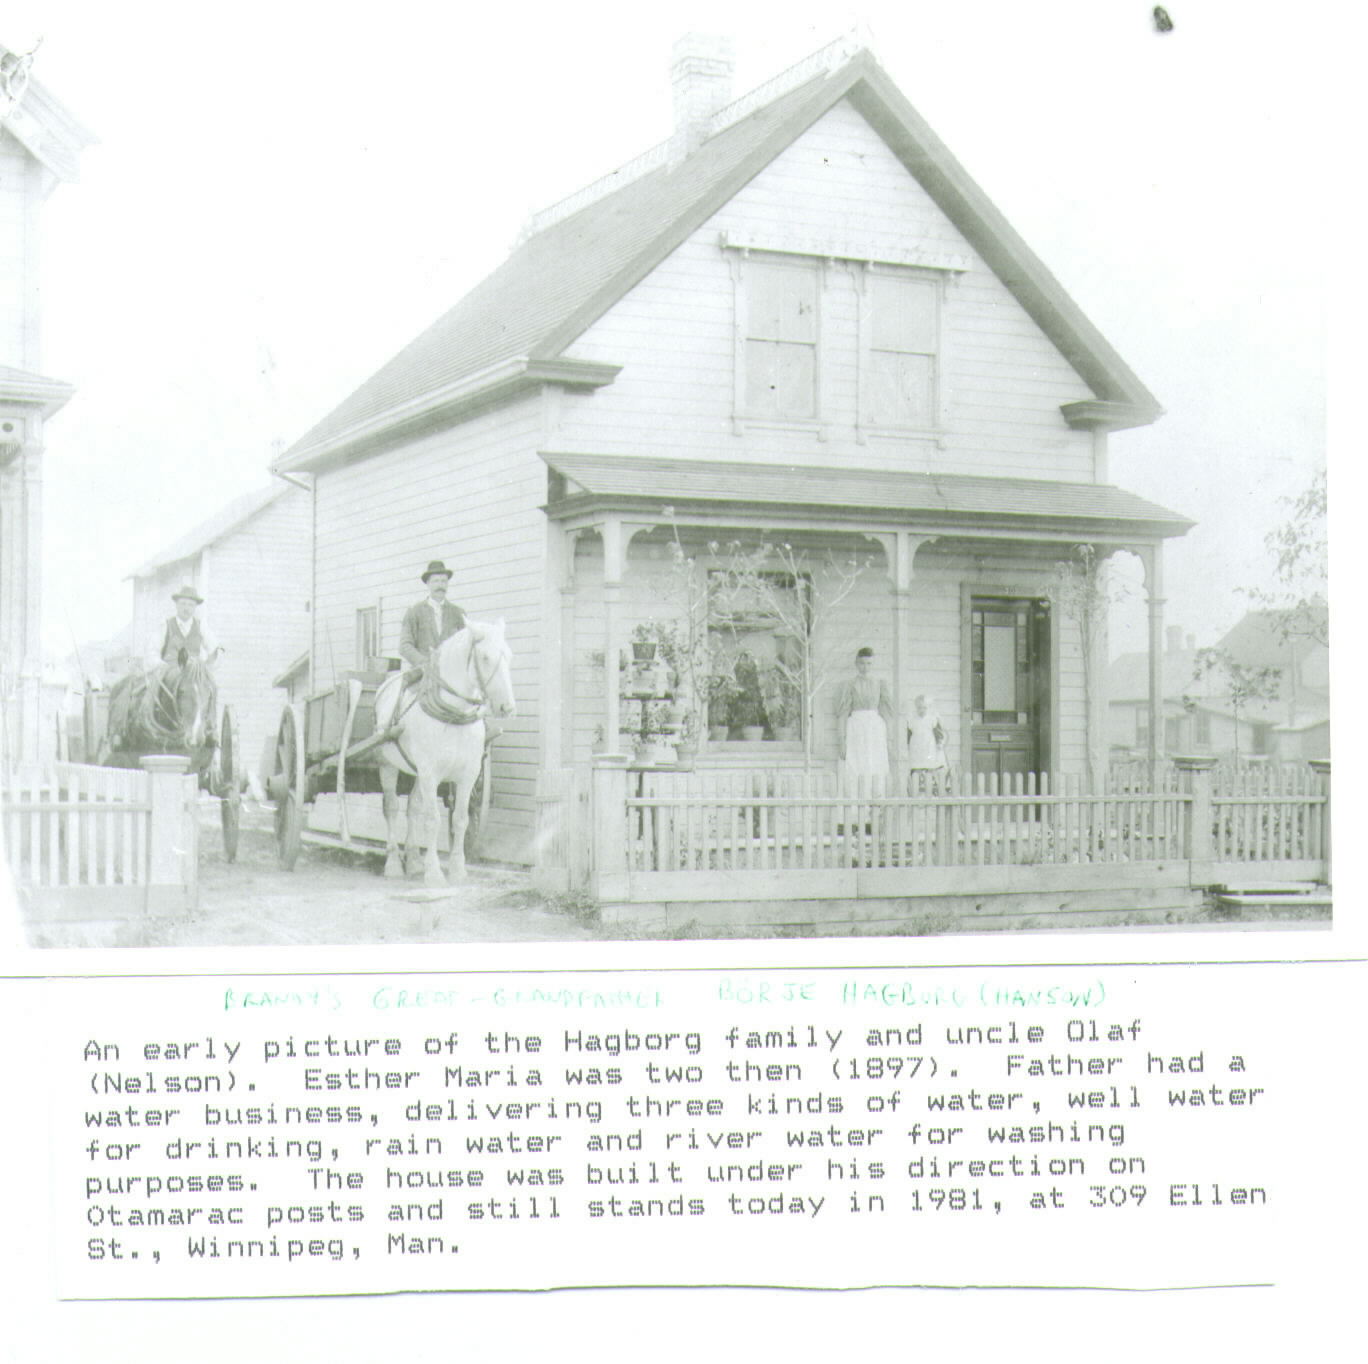 BRANDY'S GREAT-GRANDFATHER BÖRJE HAGBORG (HANSON)
An early picture of the Hagborg family and uncle Olaf
(Nelson). Esther Maria was two then (1897). Father had a
water business, delivering three kinds of water, well water
for drinking, rain water and river water for washing
purposes. The house was built under his direction on
Otamarac posts and still stands today in 1981, at 309 Ellen
St., Winnipeg, Man.